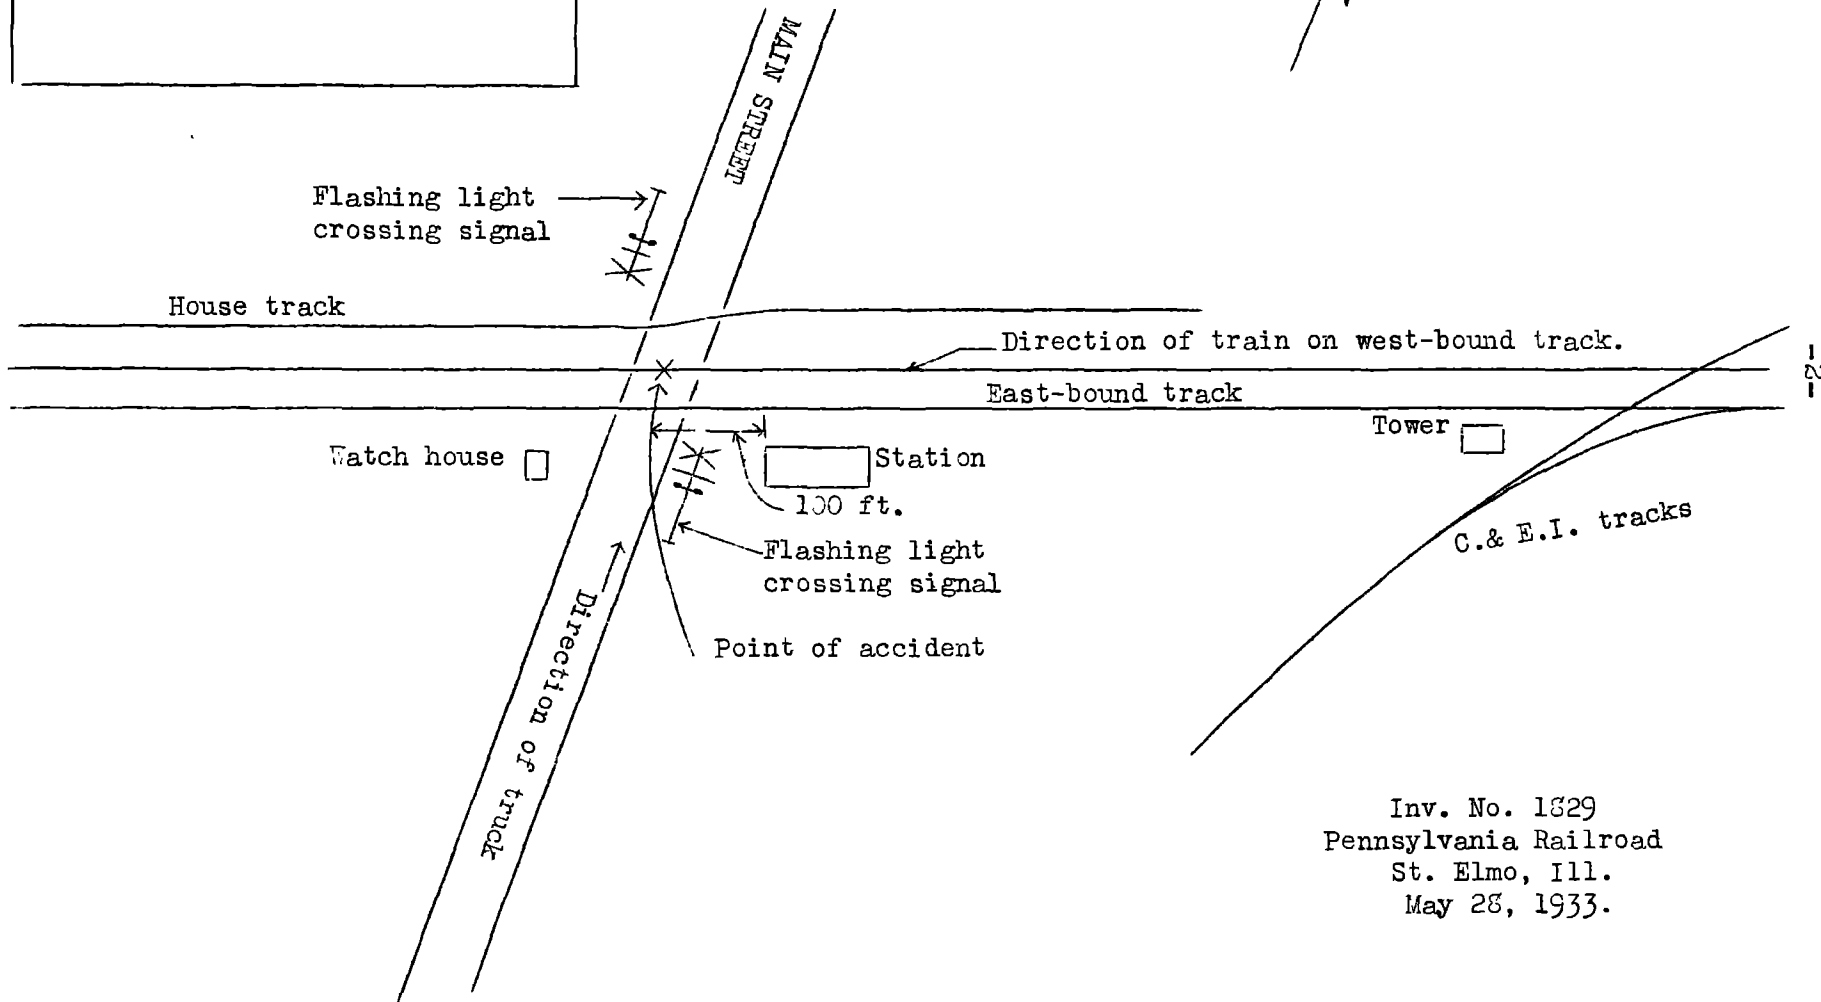 MAIN STREET
Flashing light
crossing signal
House track
Direction of train on west-bound track.
-2-
East-bound track
Tower
Watch house
Station
100 ft.
C.& E.I. tracks
Flashing light
crossing signal
Point of accident
Direction of truck
Inv. No. 1829
Pennsylvania Railroad
St. Elmo, Ill.
May 28, 1933.